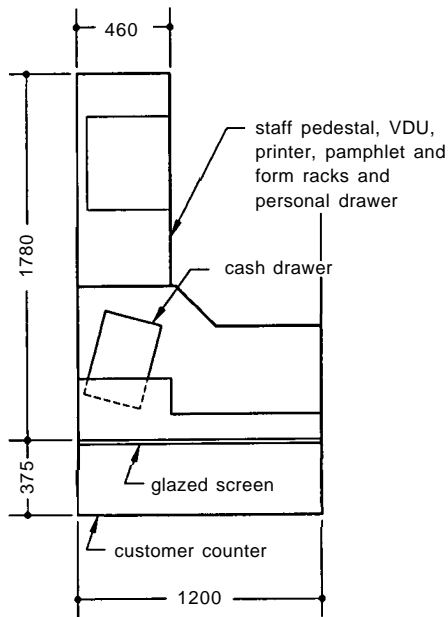 460
staff pedestal, VDU,
printer, pamphlet and
form racks and
personal drawer
1780
cash drawer
375
glazed screen
customer counter
1200